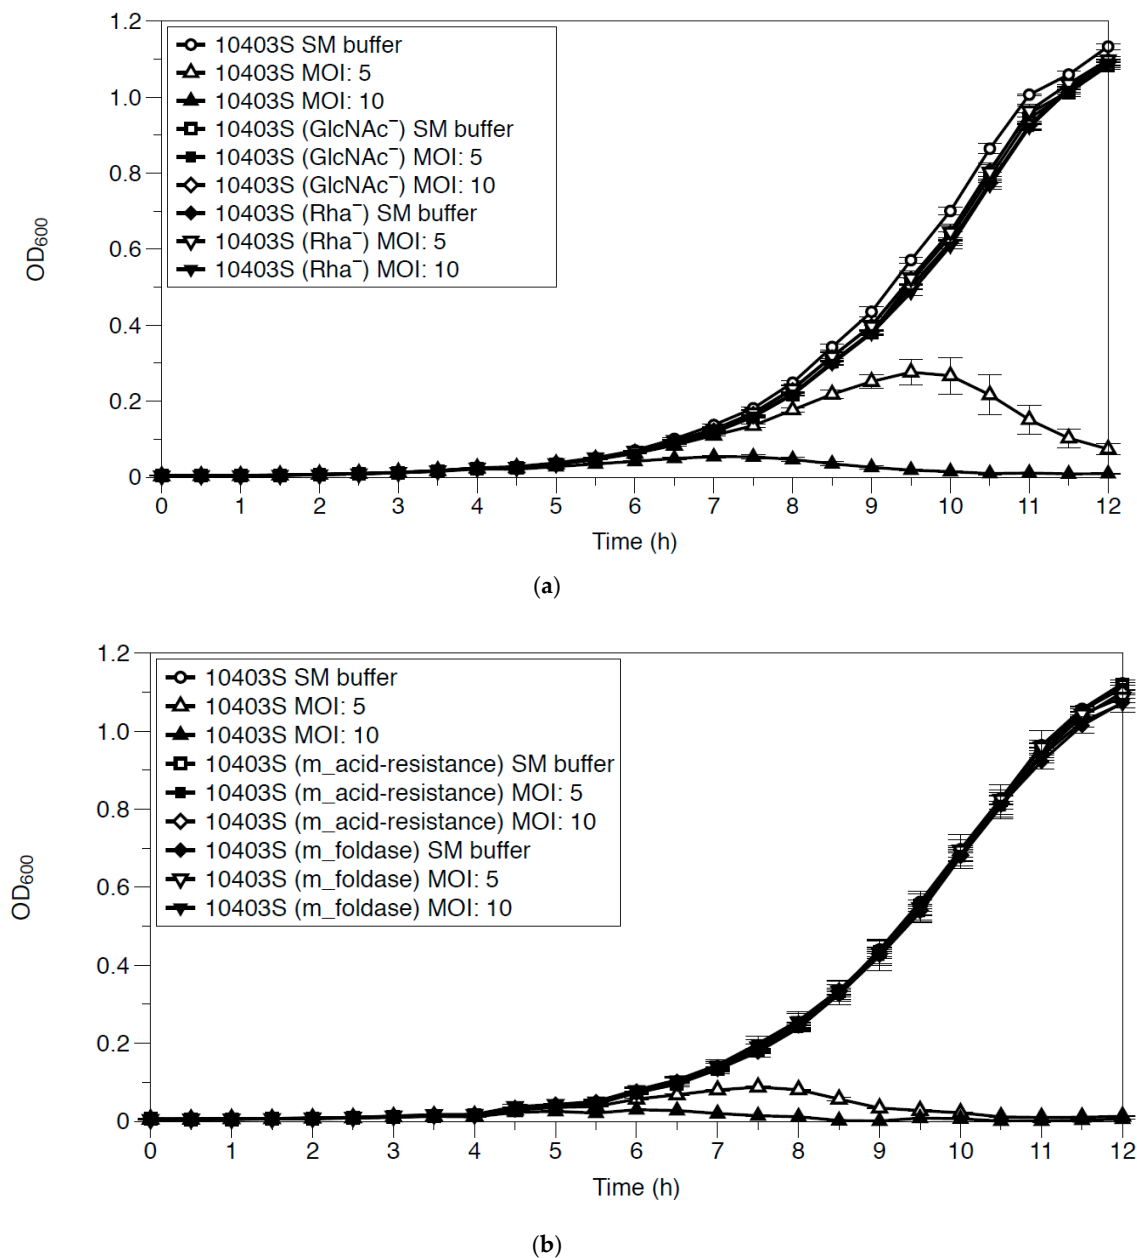 1.2
1.0
0.8
0.6
0.4
0.2
0
OD600
10403S SM buffer
10403S MOI: 5
10403S MOI: 10
10403S (GlcNAc⁻) SM buffer
10403S (GlcNAc⁻) MOI: 5
10403S (GlcNAc⁻) MOI: 10
10403S (Rha⁻) SM buffer
10403S (Rha⁻) MOI: 5
10403S (Rha⁻) MOI: 10
0 1 2 3 4 5 6 7 8 9 10 11 12
Time (h)
(a)
1.2
1.0
0.8
0.6
0.4
0.2
0
OD600
10403S SM buffer
10403S MOI: 5
10403S MOI: 10
10403S (m_acid-resistance) SM buffer
10403S (m_acid-resistance) MOI: 5
10403S (m_acid-resistance) MOI: 10
10403S (m_foldase) SM buffer
10403S (m_foldase) MOI: 5
10403S (m_foldase) MOI: 10
0 1 2 3 4 5 6 7 8 9 10 11 12
Time (h)
(b)